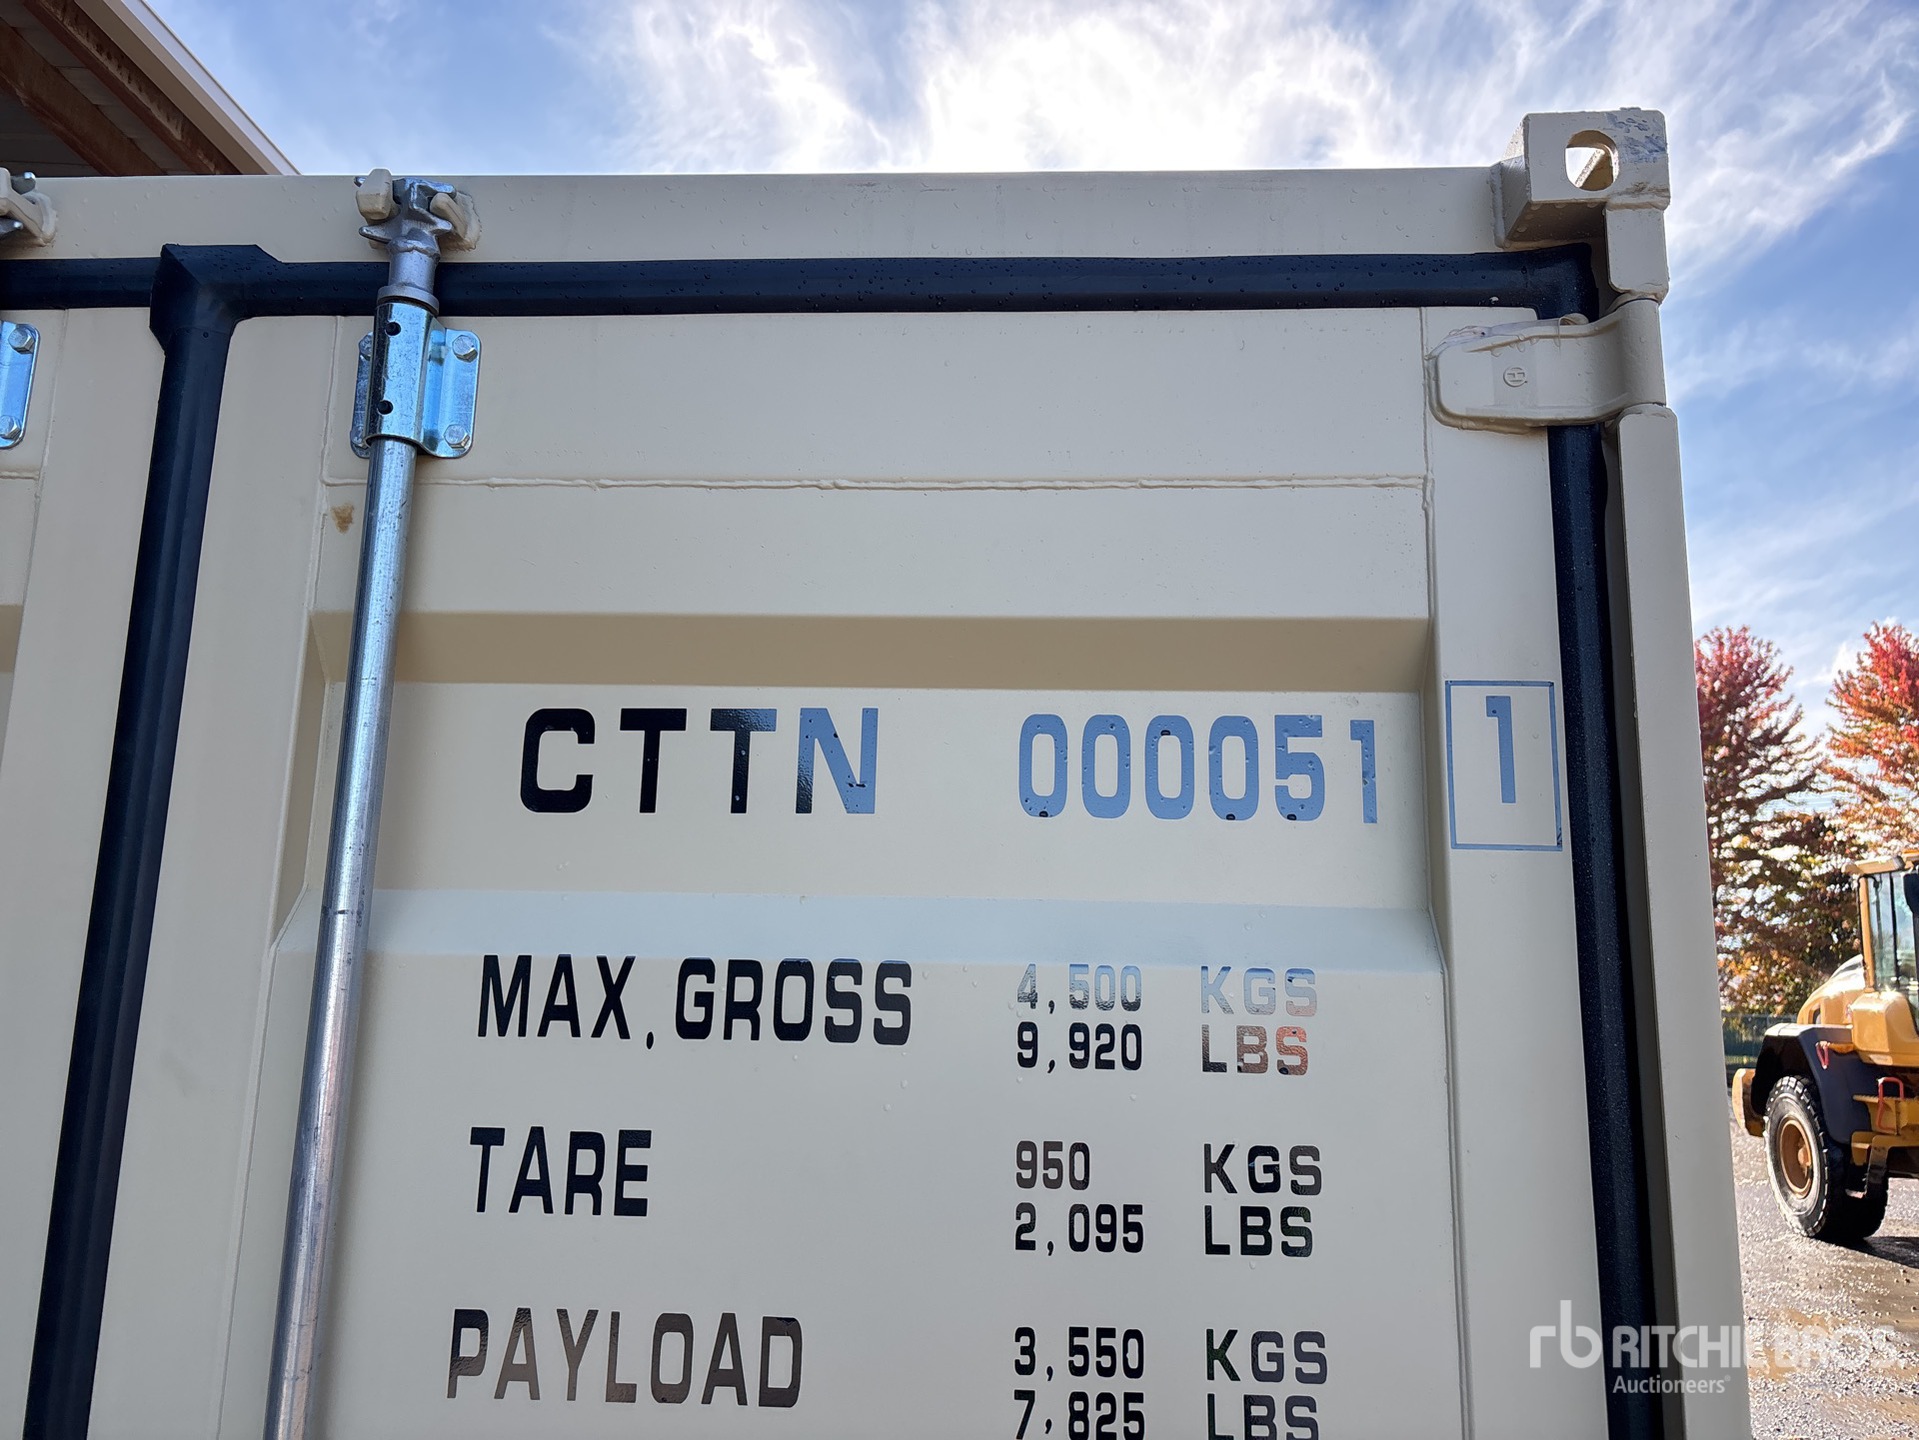 CTTN 000051 1
MAX.GROSS 4,500 KGS
9,920 LBS
TARE 950 KGS
2,095 LBS
PAYLOAD 3,550 KGS
7,825 LBS
rb RITCHIE BROS.
Auctioneers®